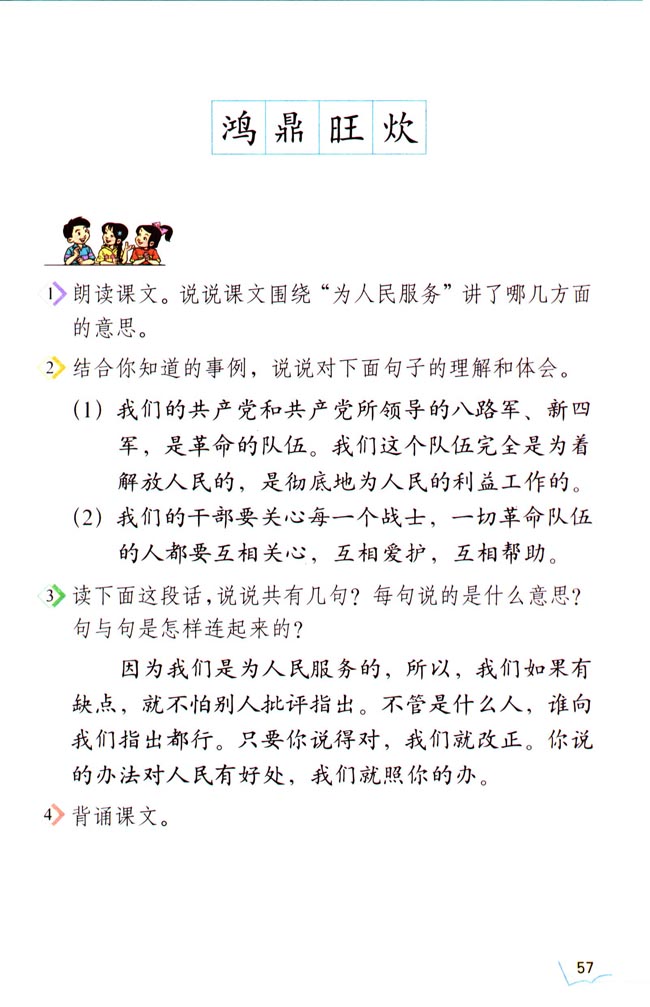 鸿鼎旺炊
1 朗读课文。说说课文围绕“为人民服务”讲了哪几方面
的意思。
2 结合你知道的事例，说说对下面句子的理解和体会。
（1）我们的共产党和共产党所领导的八路军、新四
军，是革命的队伍。我们这个队伍完全是为着
解放人民的，是彻底地为人民的利益工作的。
（2）我们的干部要关心每一个战士，一切革命队伍
的人都要互相关心，互相爱护，互相帮助。
3 读下面这段话，说说共有几句？每句说的是什么意思？
句与句是怎样连起来的？
因为我们是为人民服务的，所以，我们如果有
缺点，就不怕别人批评指出。不管是什么人，谁向
我们指出都行。只要你说得对，我们就改正。你说
的办法对人民有好处，我们就照你的办。
4 背诵课文。
57